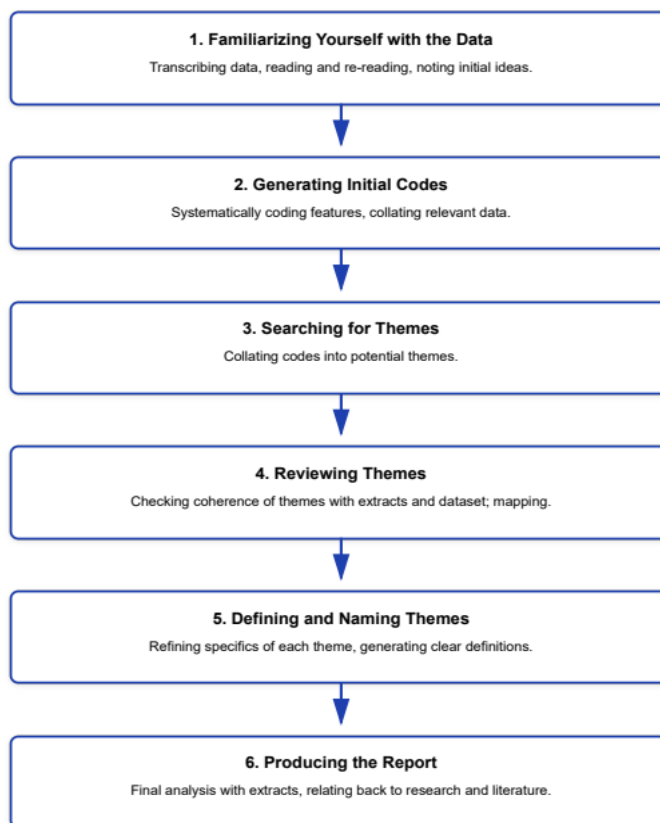 1. Familiarizing Yourself with the Data
Transcribing data, reading and re-reading, noting initial ideas.
2. Generating Initial Codes
Systematically coding features, collating relevant data.
3. Searching for Themes
Collating codes into potential themes.
4. Reviewing Themes
Checking coherence of themes with extracts and dataset; mapping.
5. Defining and Naming Themes
Refining specifics of each theme, generating clear definitions.
6. Producing the Report
Final analysis with extracts, relating back to research and literature.